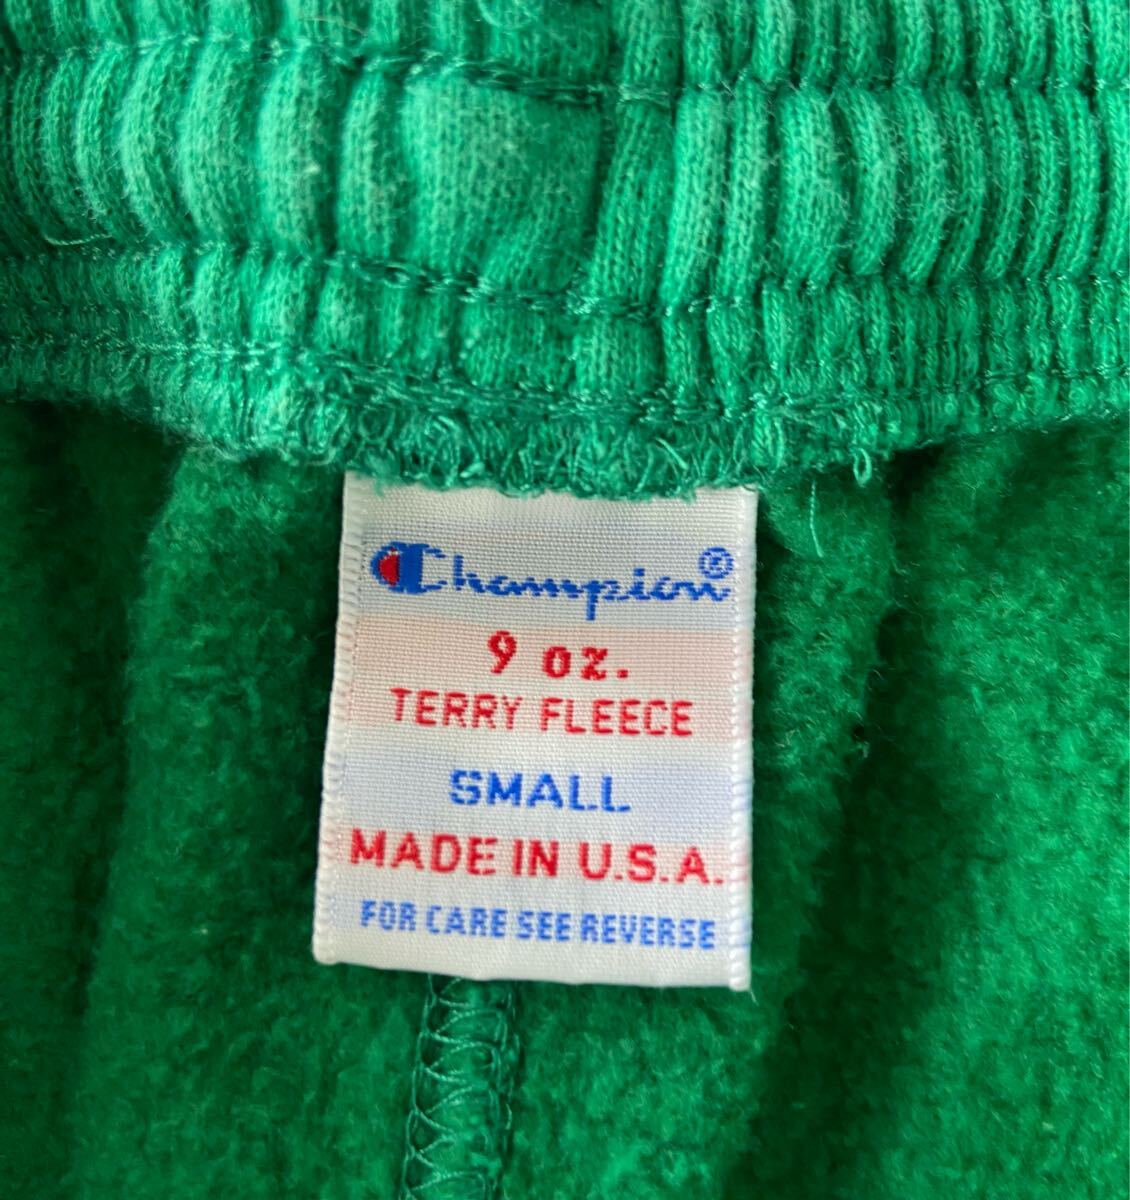 Champion®
9 oz.
TERRY FLEECE
SMALL
MADE IN U.S.A.
FOR CARE SEE REVERSE